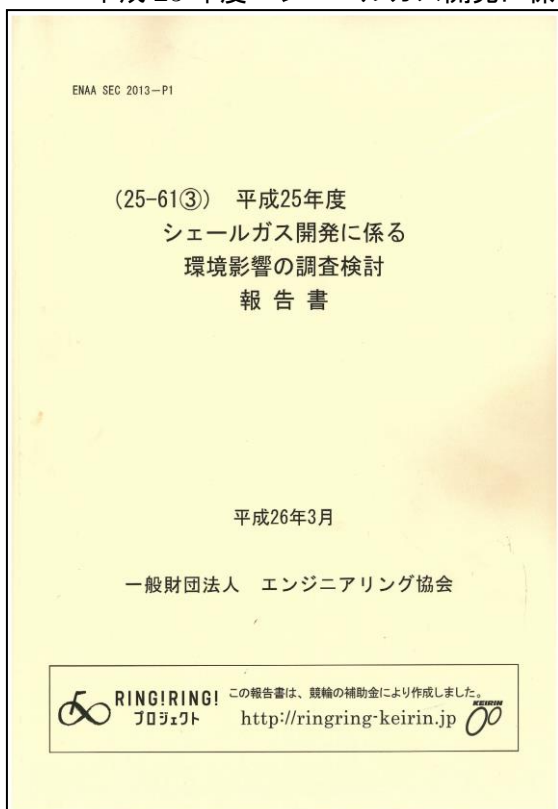 ENAA SEC 2013-P1
(25-61③) 平成25年度
シェールガス開発に係る
環境影響の調査検討
報 告 書
平成26年3月
一般財団法人 エンジニアリング協会
RING!RING!
プロジェクト
この報告書は、競輪の補助金により作成しました。
http://ringring-keirin.jp
KEIRIN